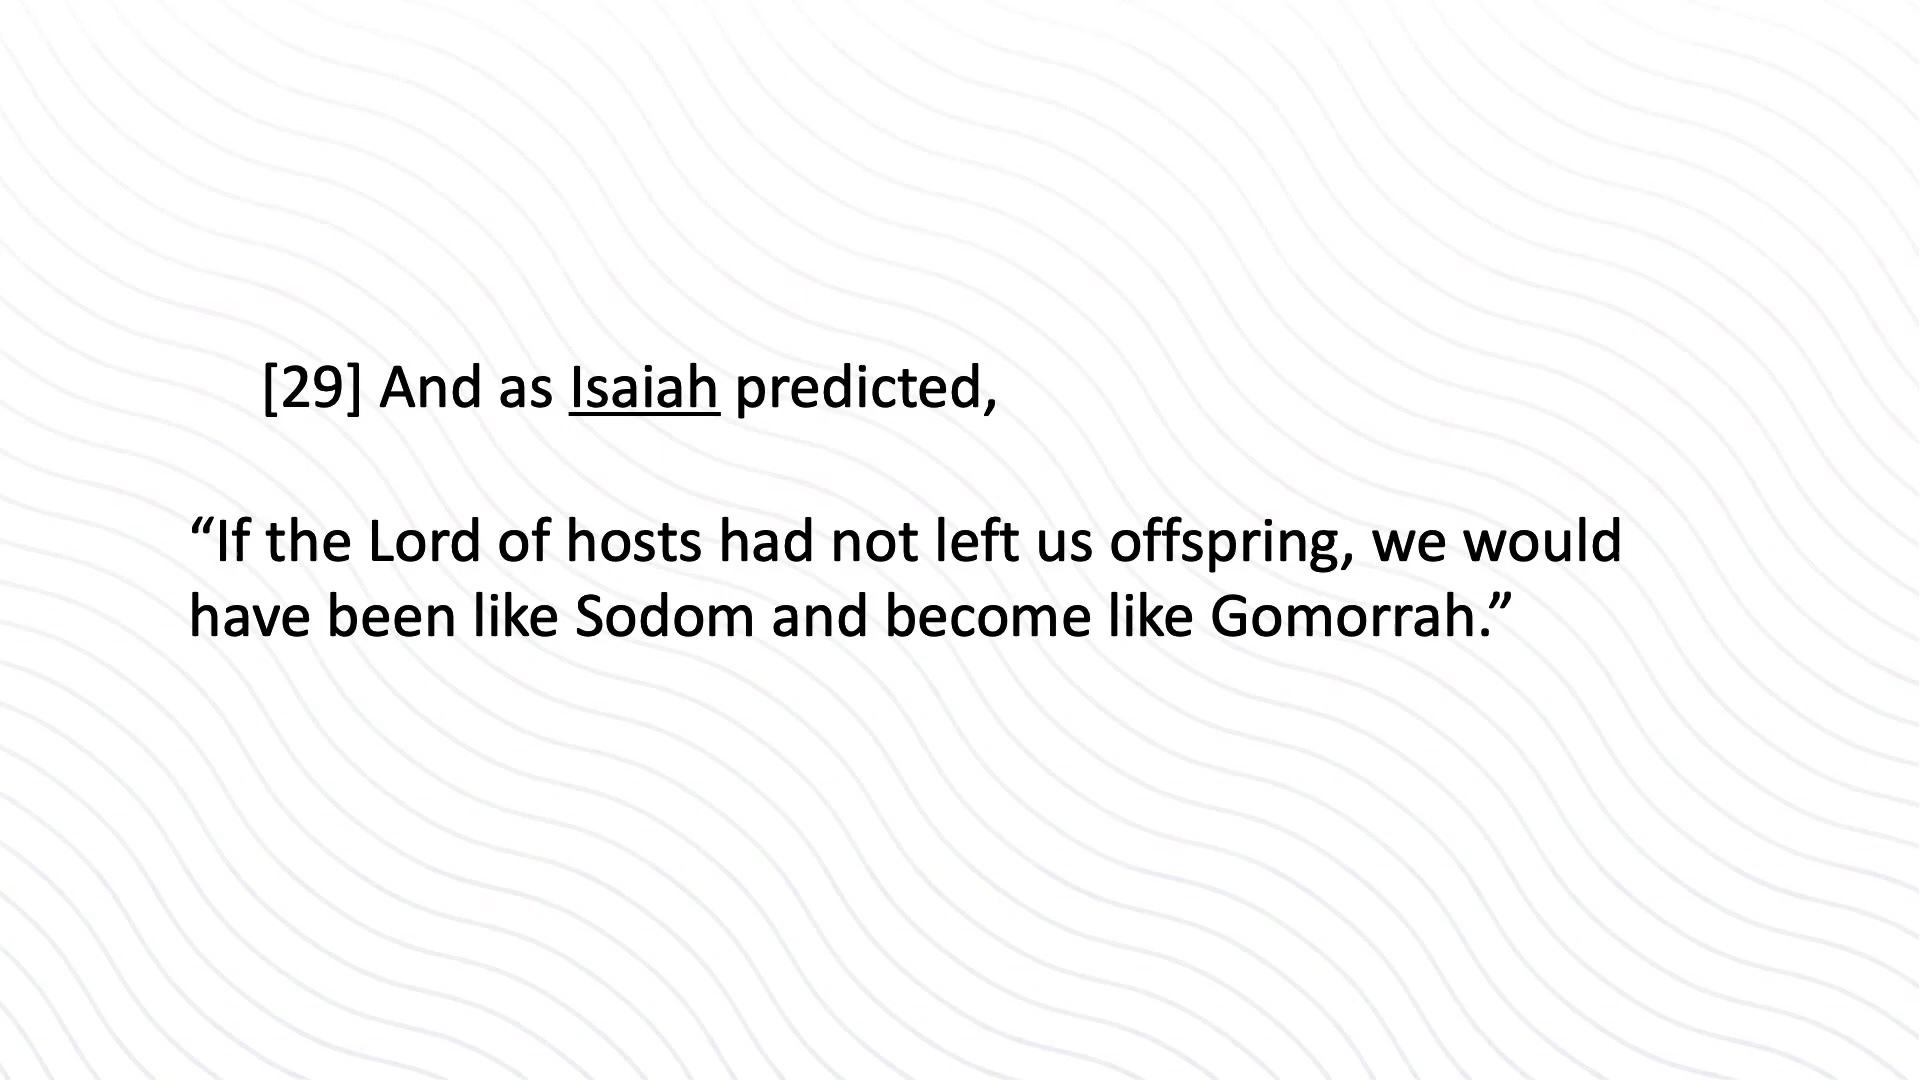 [29] And as Isaiah predicted,
“If the Lord of hosts had not left us offspring, we would
have been like Sodom and become like Gomorrah.”